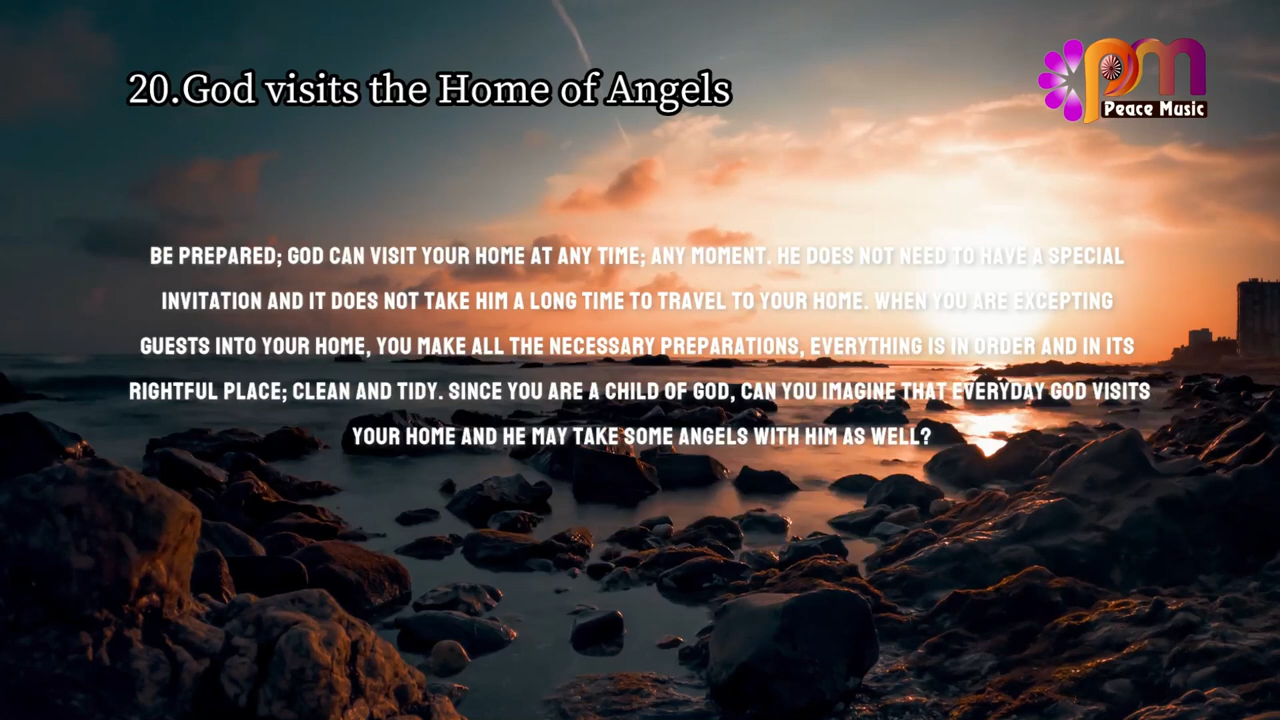 20.God visits the Home of Angels
pm
Peace Music
BE PREPARED; GOD CAN VISIT YOUR HOME AT ANY TIME; ANY MOMENT. HE DOES NOT NEED TO HAVE A SPECIAL
INVITATION AND IT DOES NOT TAKE HIM A LONG TIME TO TRAVEL TO YOUR HOME. WHEN YOU ARE EXCEPTING
GUESTS INTO YOUR HOME, YOU MAKE ALL THE NECESSARY PREPARATIONS, EVERYTHING IS IN ORDER AND IN ITS
RIGHTFUL PLACE; CLEAN AND TIDY. SINCE YOU ARE A CHILD OF GOD, CAN YOU IMAGINE THAT EVERYDAY GOD VISITS
YOUR HOME AND HE MAY TAKE SOME ANGELS WITH HIM AS WELL?